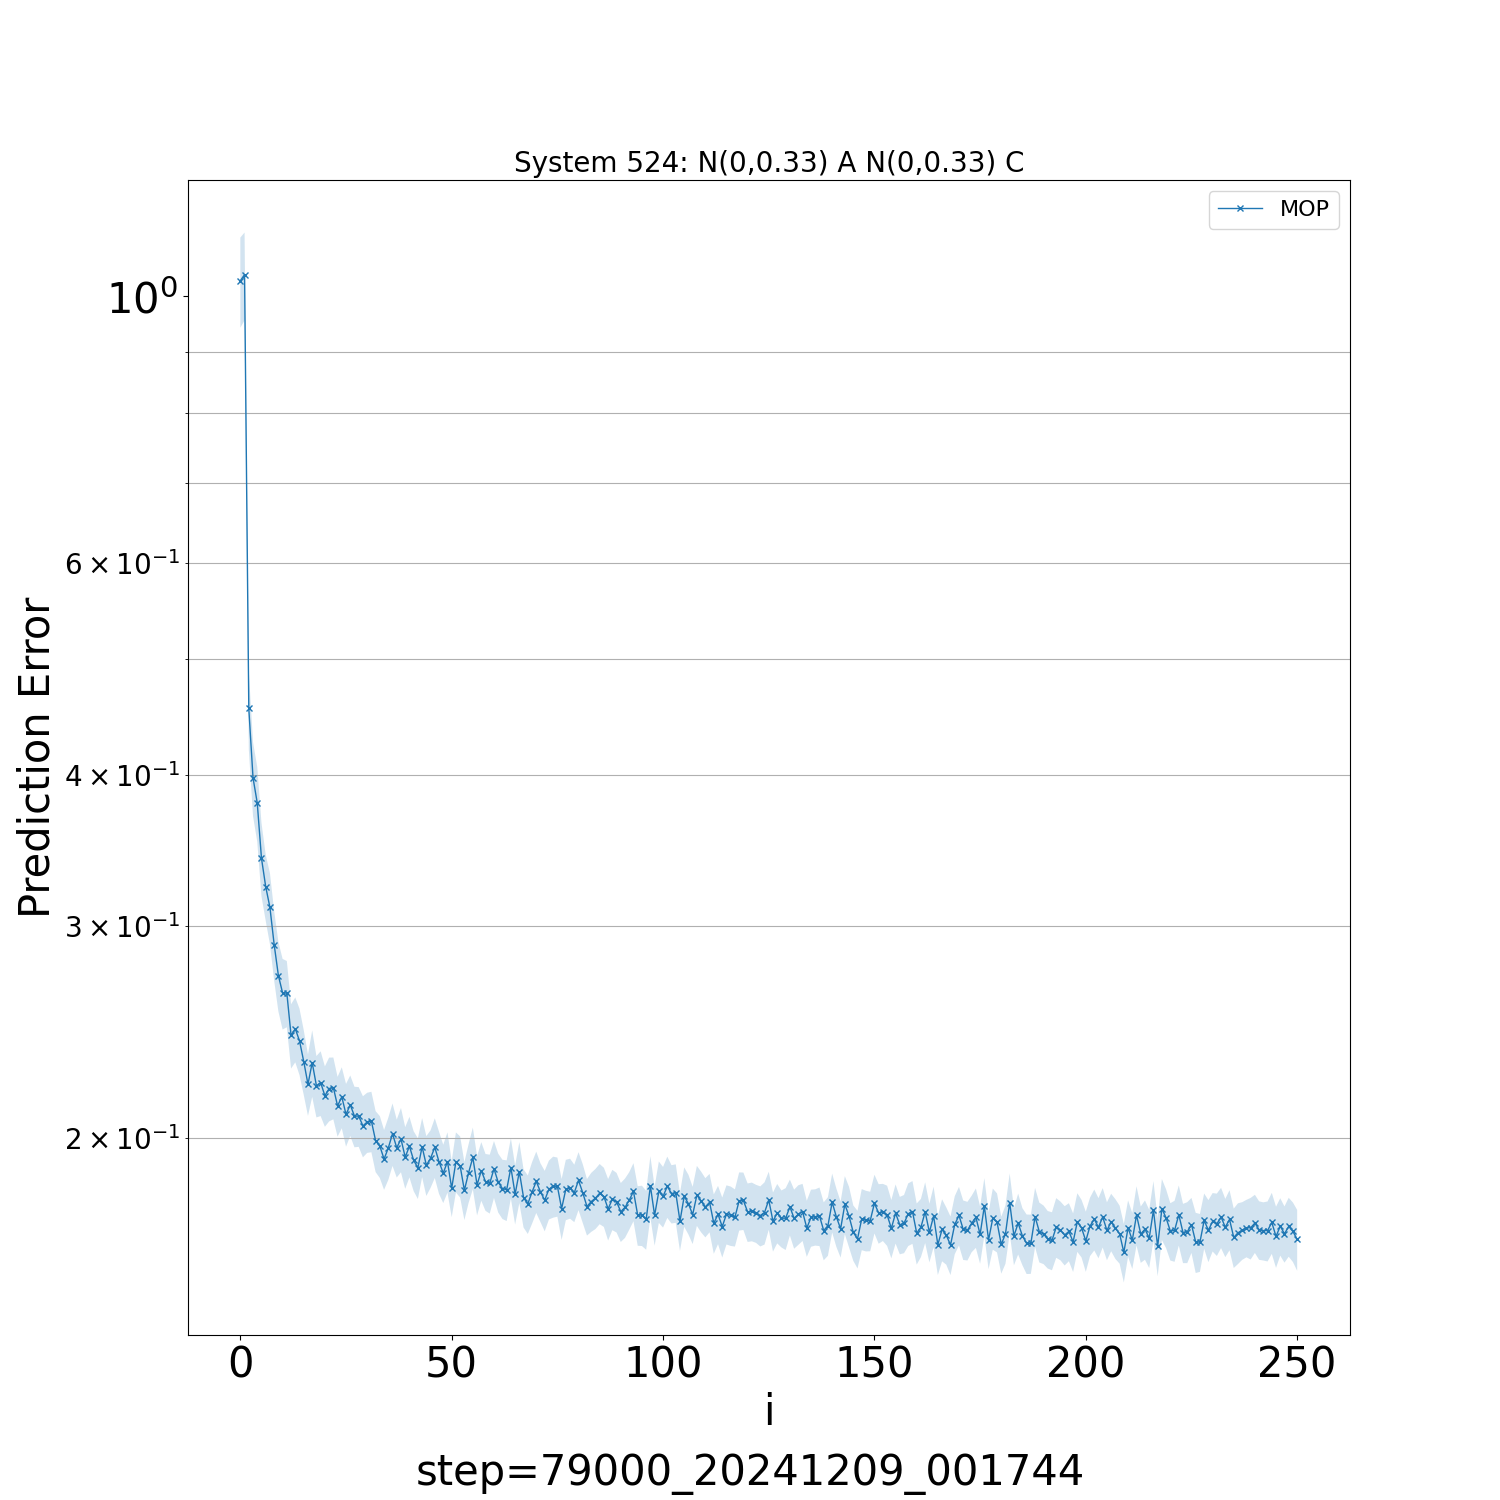 System 524: N(0,0.33) A N(0,0.33) C
MOP
10⁰
6 × 10⁻¹
4 × 10⁻¹
3 × 10⁻¹
2 × 10⁻¹
Prediction Error
0 50 100 150 200 250
i
step=79000_20241209_001744